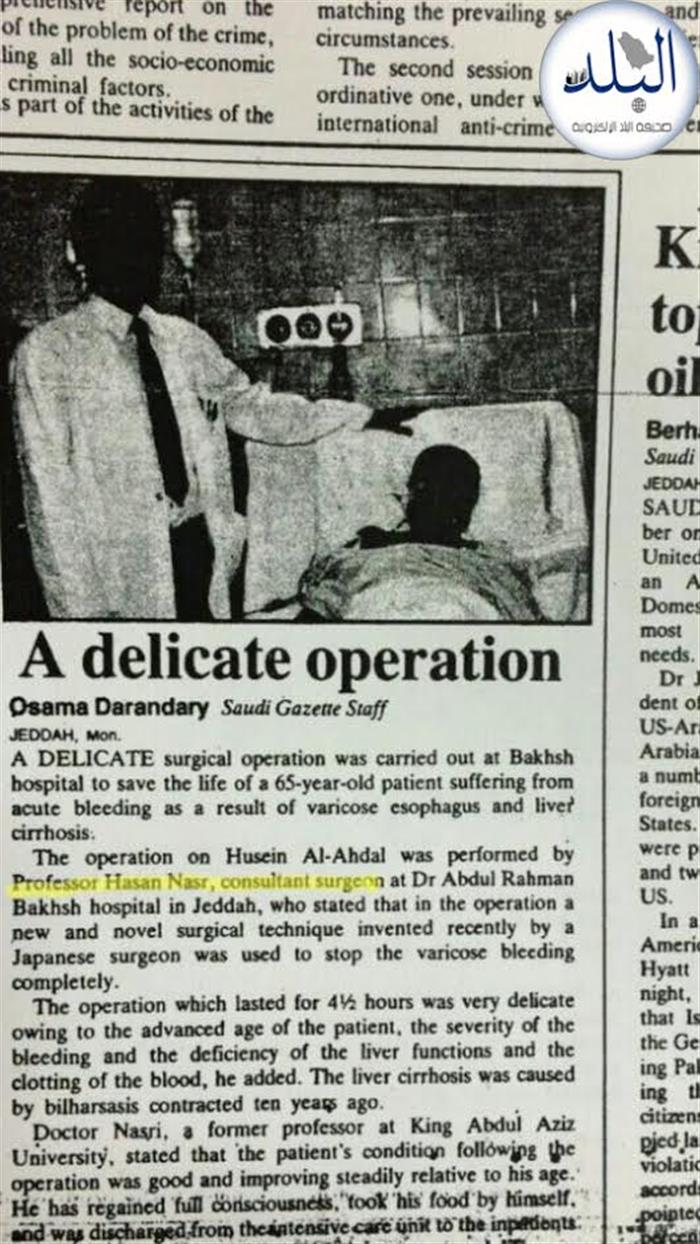 prehensive report on the
of the problem of the crime,
ling all the socio-economic
criminal factors.
s part of the activities of the
matching the prevailing se
circumstances.
The second session
ordinative one, under w
international anti-crime
البلد
صحيفة البلد الإلكترونية
A delicate operation
Osama Darandary Saudi Gazette Staff
JEDDAH, Mon.
A DELICATE surgical operation was carried out at Bakhsh
hospital to save the life of a 65-year-old patient suffering from
acute bleeding as a result of varicose esophagus and liver
cirrhosis.
The operation on Husein Al-Ahdal was performed by
Professor Hasan Nasr, consultant surgeon at Dr Abdul Rahman
Bakhsh hospital in Jeddah, who stated that in the operation a
new and novel surgical technique invented recently by a
Japanese surgeon was used to stop the varicose bleeding
completely.
The operation which lasted for 4½ hours was very delicate
owing to the advanced age of the patient, the severity of the
bleeding and the deficiency of the liver functions and the
clotting of the blood, he added. The liver cirrhosis was caused
by bilharsasis contracted ten years ago.
Doctor Nasri, a former professor at King Abdul Aziz
University, stated that the patient's condition following the
operation was good and improving steadily relative to his age.
He has regained full consciousness, took his food by himself,
and was discharged from the intensive care unit to the inpatients
K
to
oil
Berha
Saudi
JEDDAH
SAUD
ber on
United
an A
Domes
most
needs.
Dr J
dent of
US-Ar
Arabia
a numb
foreign
States.
were p
and tw
US.
In a
Americ
Hyatt
night,
that Is
the Ge
ing Pal
ing th
citizens
pied la
violatio
accord
pointed
percent